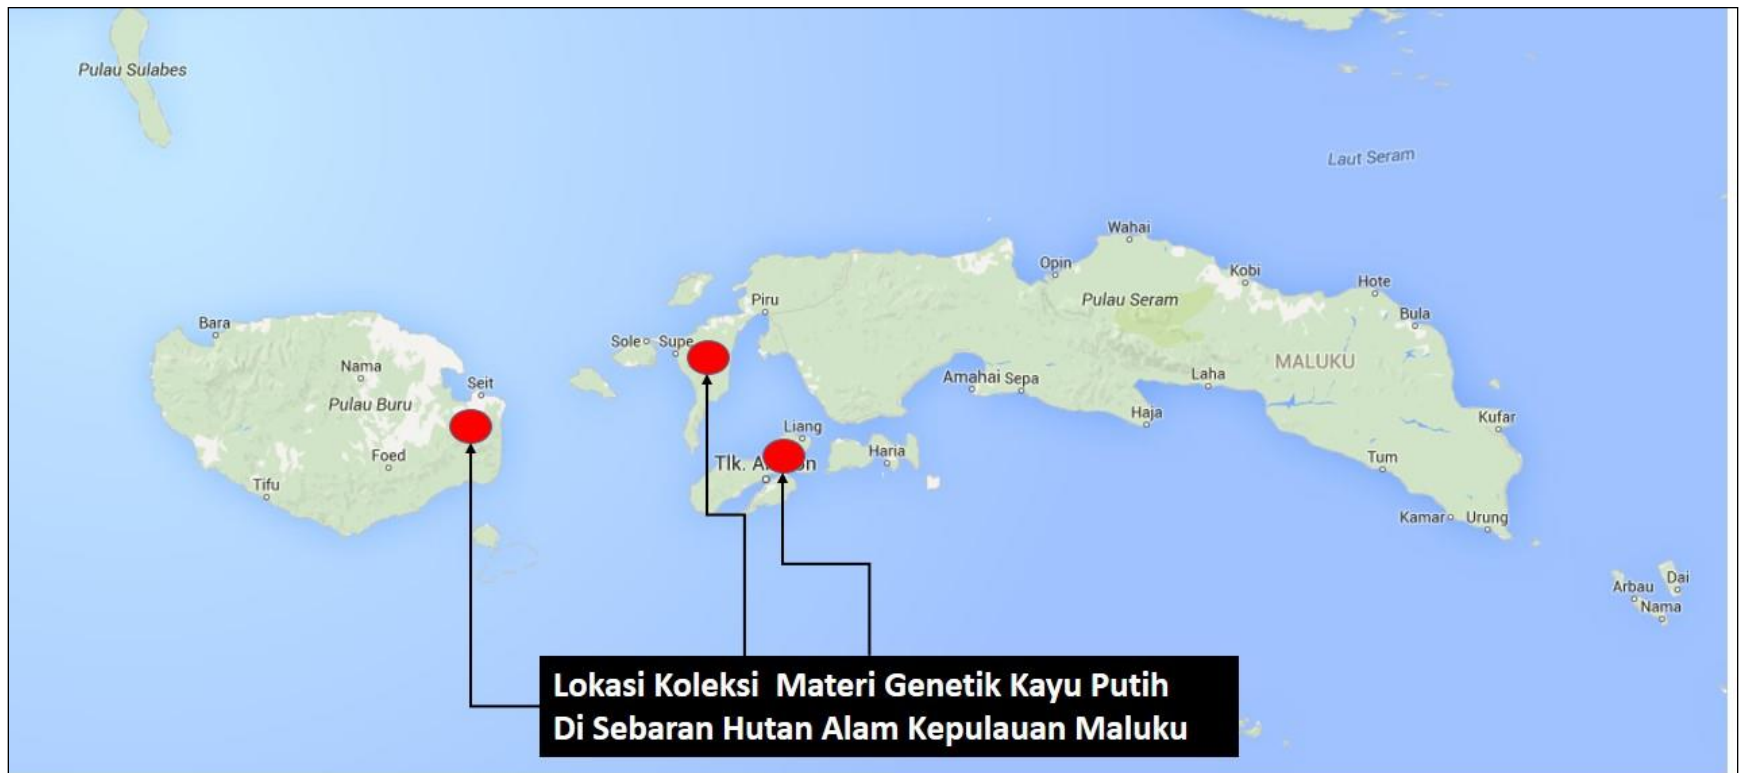 Pulau Sulabes
Laut Seram
Wahai
Opin
Kobi
Hote
Piru
Pulau Seram
Bula
Bara
Sole
Supe
MALUKU
Nama
Seit
Amahai
Sepa
Laha
Pulau Buru
Haja
Kufar
Liang
Foed
Haria
Tlk.
Tum
Tifu
Kamar
Urung
Dai
Arbau
Nama
Lokasi Koleksi Materi Genetik Kayu Putih
Di Sebaran Hutan Alam Kepulauan Maluku